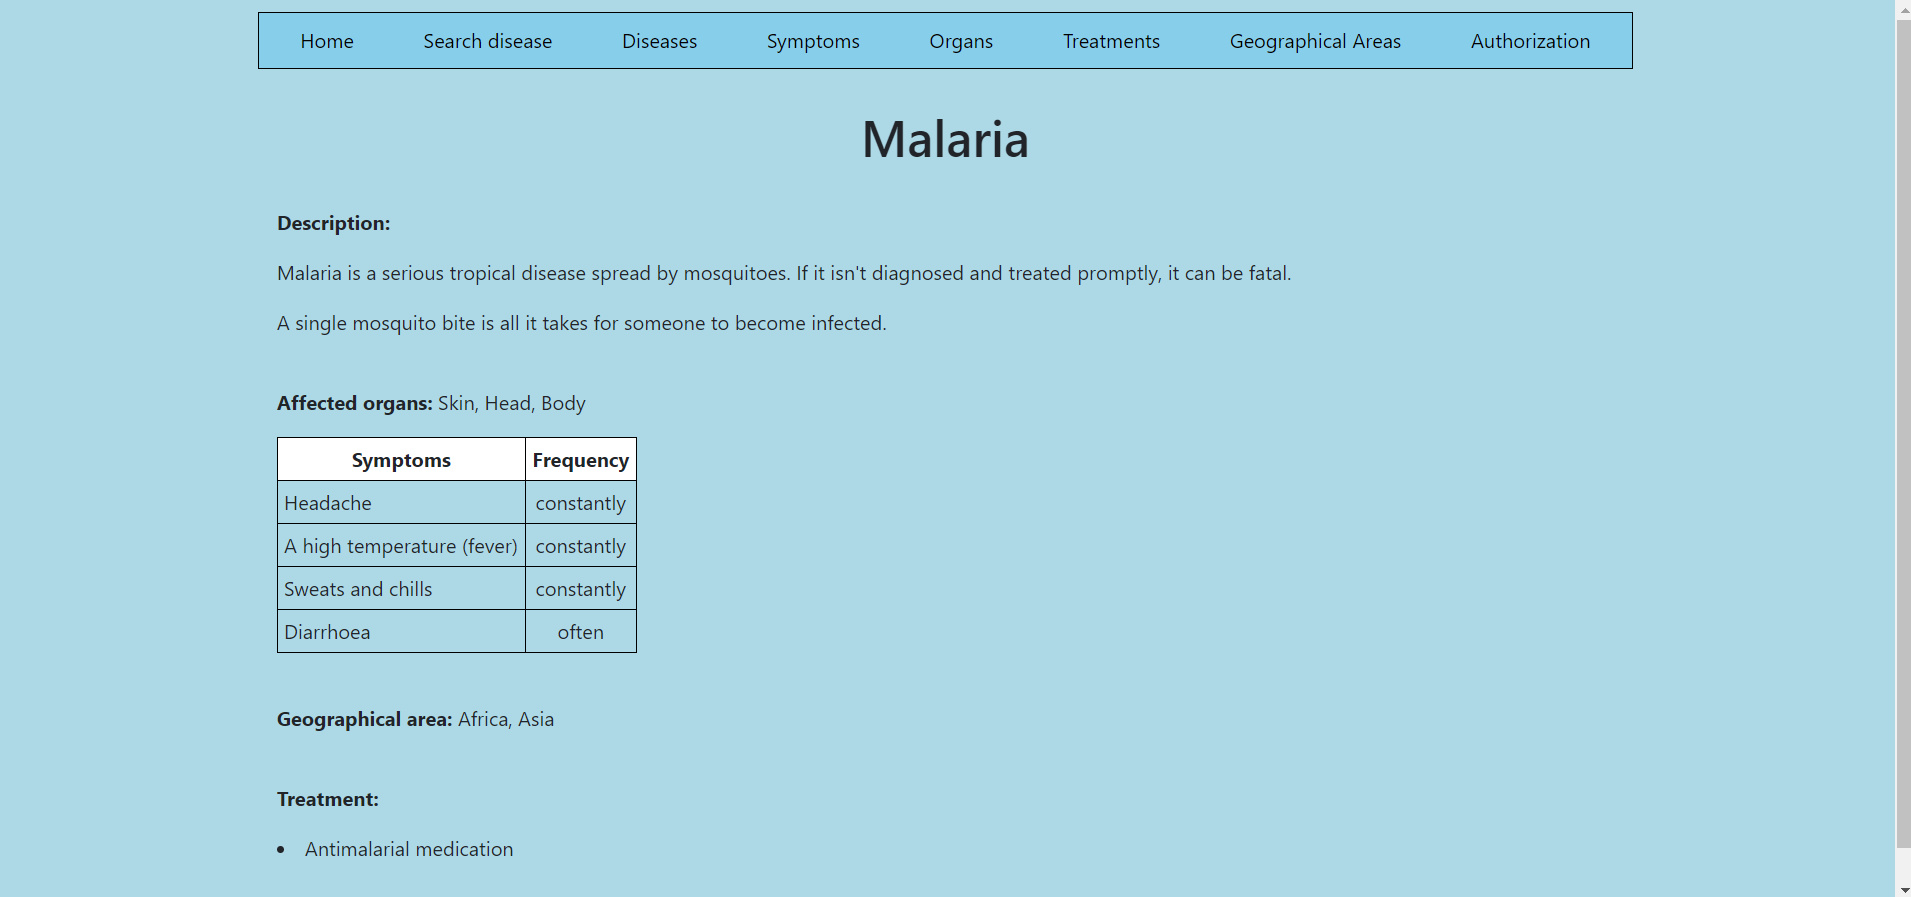 Home Search disease Diseases Symptoms Organs Treatments Geographical Areas Authorization
Malaria
Description:
Malaria is a serious tropical disease spread by mosquitoes. If it isn't diagnosed and treated promptly, it can be fatal.
A single mosquito bite is all it takes for someone to become infected.
Affected organs: Skin, Head, Body
Symptoms Frequency
Headache constantly
A high temperature (fever) constantly
Sweats and chills constantly
Diarrhoea often
Geographical area: Africa, Asia
Treatment:
• Antimalarial medication